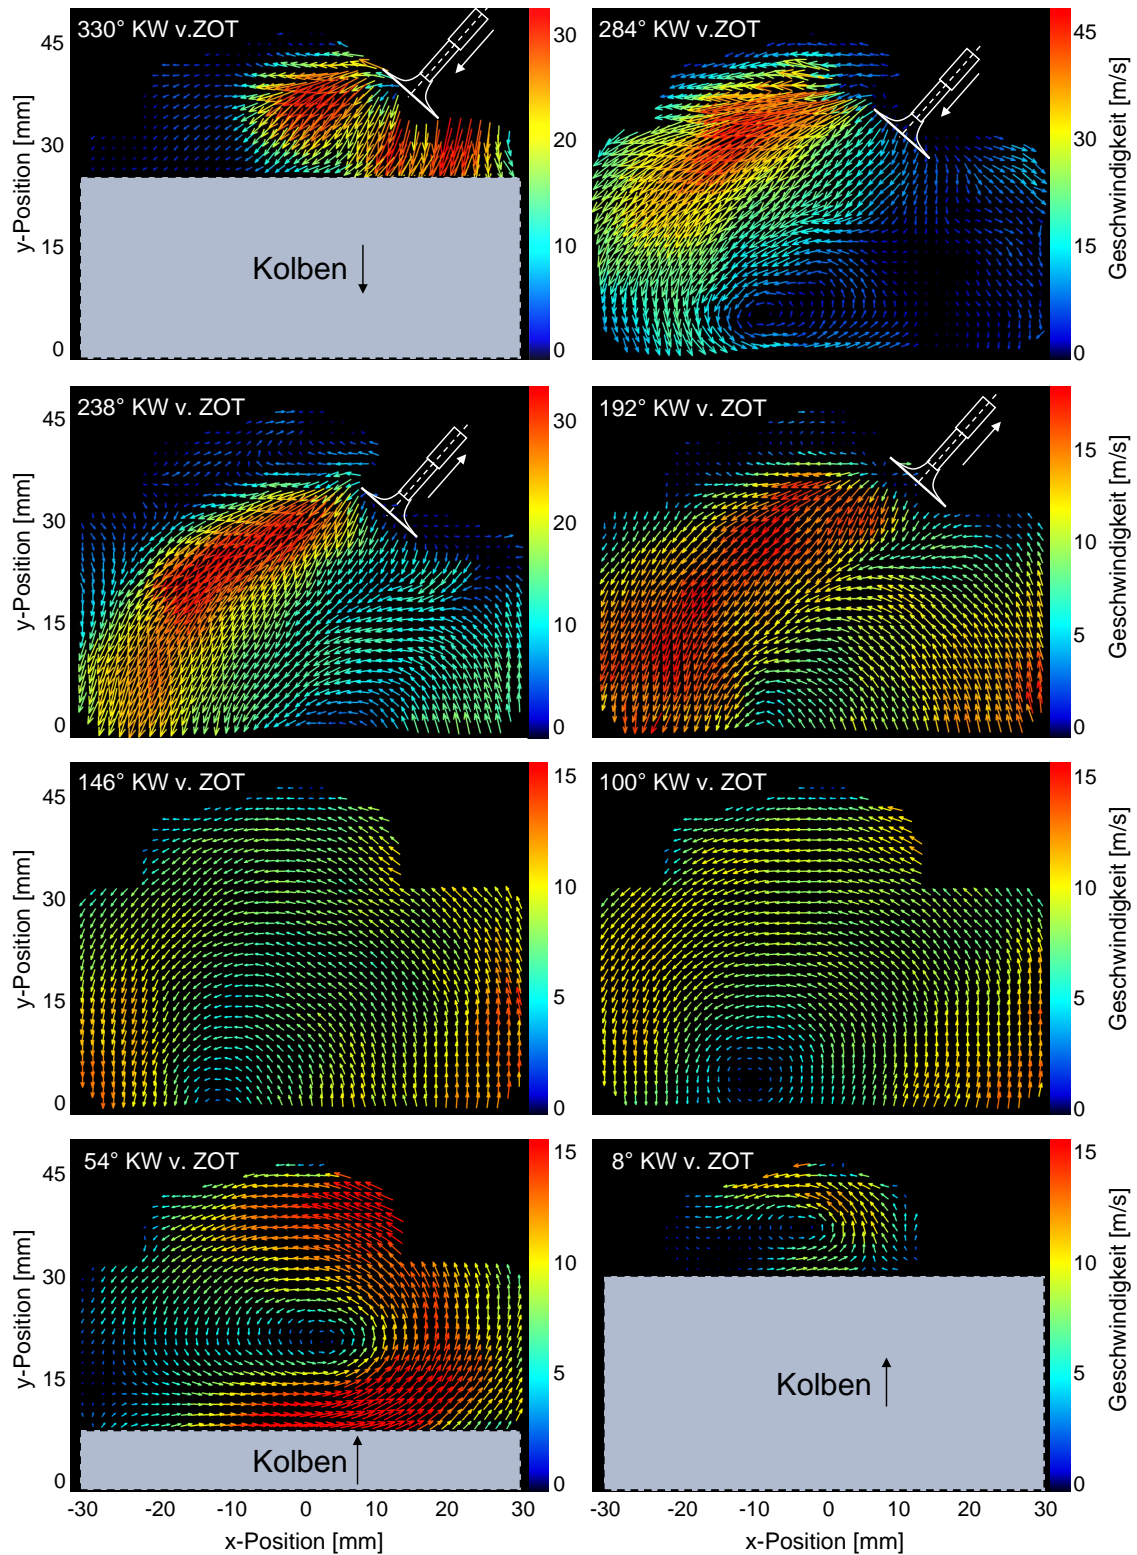 330° KW v.ZOT
284° KW v.ZOT
y-Position [mm]
45
30
15
0
Kolben
30
20
10
0
45
30
15
0
Geschwindigkeit [m/s]
238° KW v. ZOT
192° KW v.ZOT
y-Position [mm]
45
30
15
0
30
20
10
0
15
10
5
0
Geschwindigkeit [m/s]
146° KW v. ZOT
100° KW v. ZOT
y-Position [mm]
45
30
15
0
15
10
5
0
15
10
5
0
Geschwindigkeit [m/s]
54° KW v. ZOT
8° KW v. ZOT
y-Position [mm]
45
30
15
0
Kolben
15
10
5
0
Kolben
15
10
5
0
Geschwindigkeit [m/s]
-30 -20 -10 0 10 20 30
-30 -20 -10 0 10 20 30
x-Position [mm]
x-Position [mm]